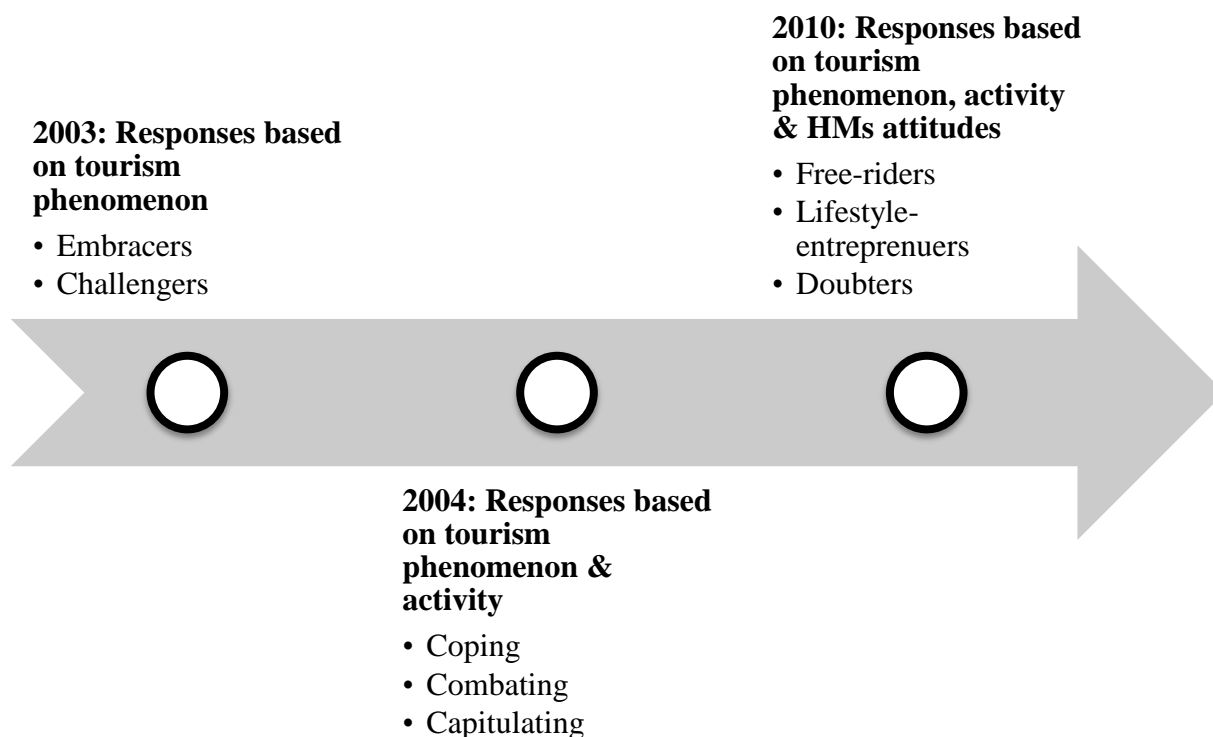 2003: Responses based
on tourism
phenomenon
• Embracers
• Challengers
2004: Responses based
on tourism
phenomenon &
activity
• Coping
• Combating
• Capitulating
2010: Responses based
on tourism
phenomenon, activity
& HMs attitudes
• Free-riders
• Lifestyle-
entreprenuers
• Doubters